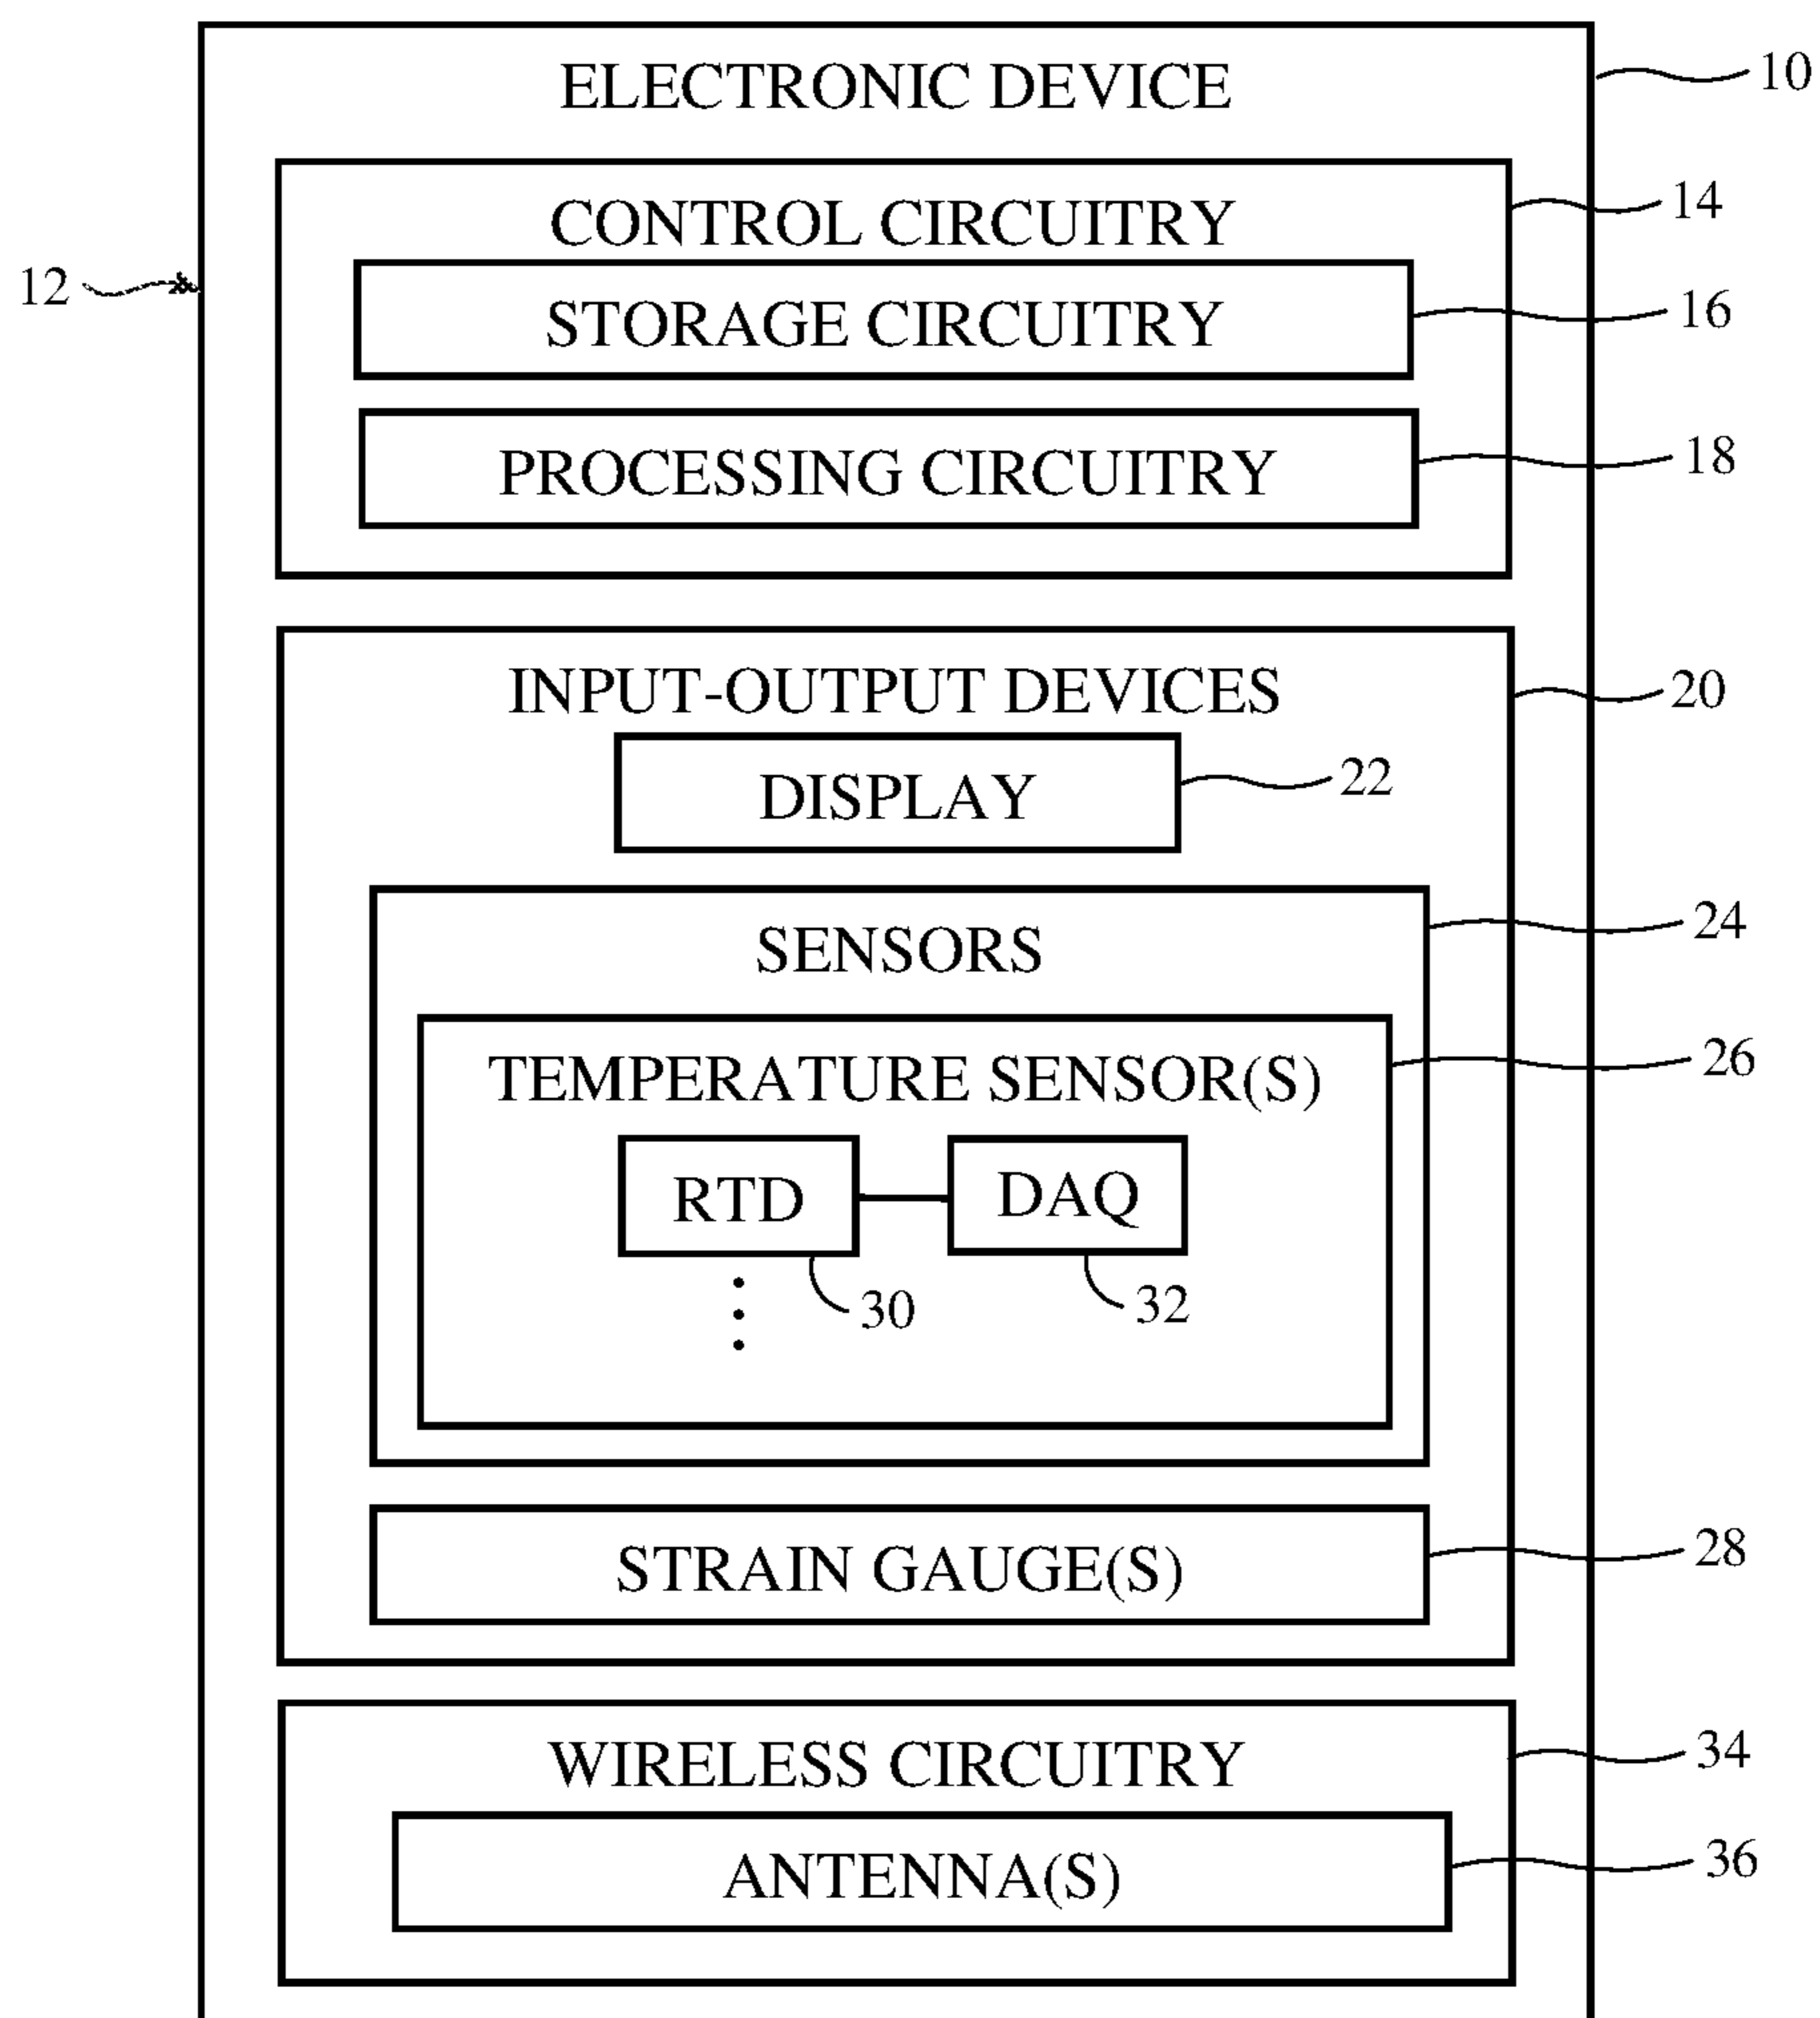 ELECTRONIC DEVICE
10
CONTROL CIRCUITRY
14
12
STORAGE CIRCUITRY
16
PROCESSING CIRCUITRY
18
INPUT-OUTPUT DEVICES
20
DISPLAY
22
SENSORS
24
TEMPERATURE SENSOR(S)
26
RTD
DAQ
30
32
STRAIN GAUGE(S)
28
WIRELESS CIRCUITRY
34
ANTENNA(S)
36